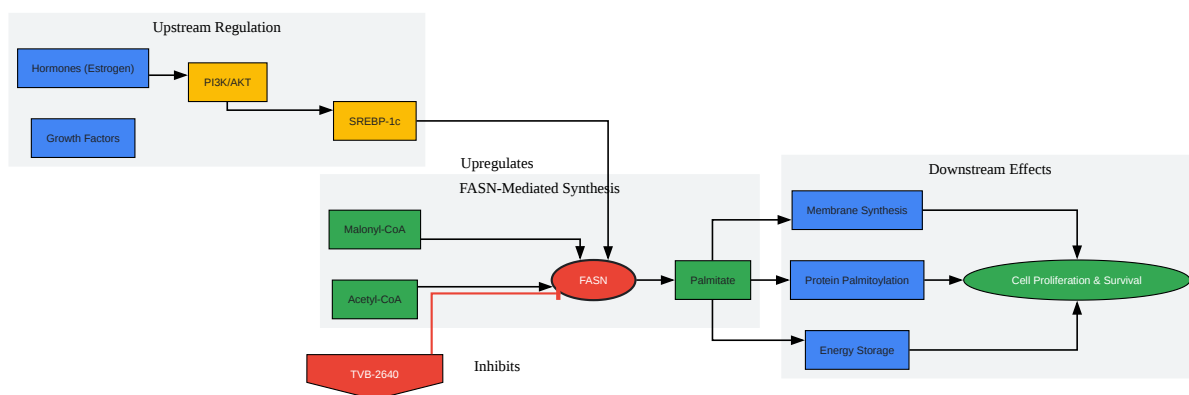 Upstream Regulation
Hormones (Estrogen)
PI3K/AKT
SREBP-1c
Growth Factors
Upregulates
FASN-Mediated Synthesis
Malonyl-CoA
Acetyl-CoA
FASN
Palmitate
TVB-2640
Inhibits
Downstream Effects
Membrane Synthesis
Protein Palmitoylation
Energy Storage
Cell Proliferation & Survival